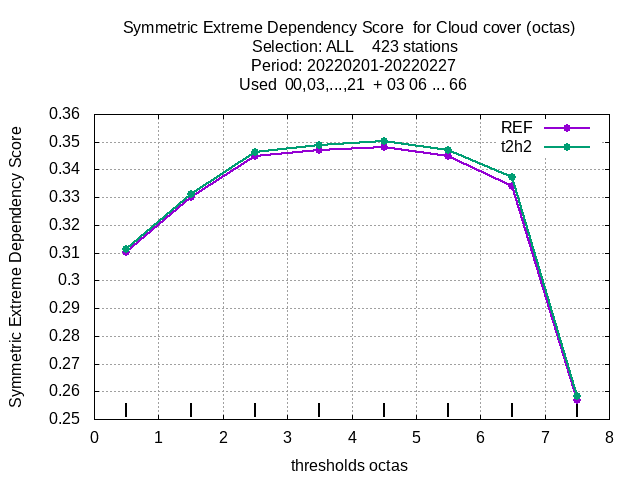 Symmetric Extreme Dependency Score  for Cloud cover (octas)
Selection: ALL    423 stations
Period: 20220201-20220227
Used  00,03,...,21  + 03 06 ... 66
Symmetric Extreme Dependency Score
0.36
0.35
0.34
0.33
0.32
0.31
0.3
0.29
0.28
0.27
0.26
0.25
REF
t2h2
0 1 2 3 4 5 6 7 8
thresholds octas